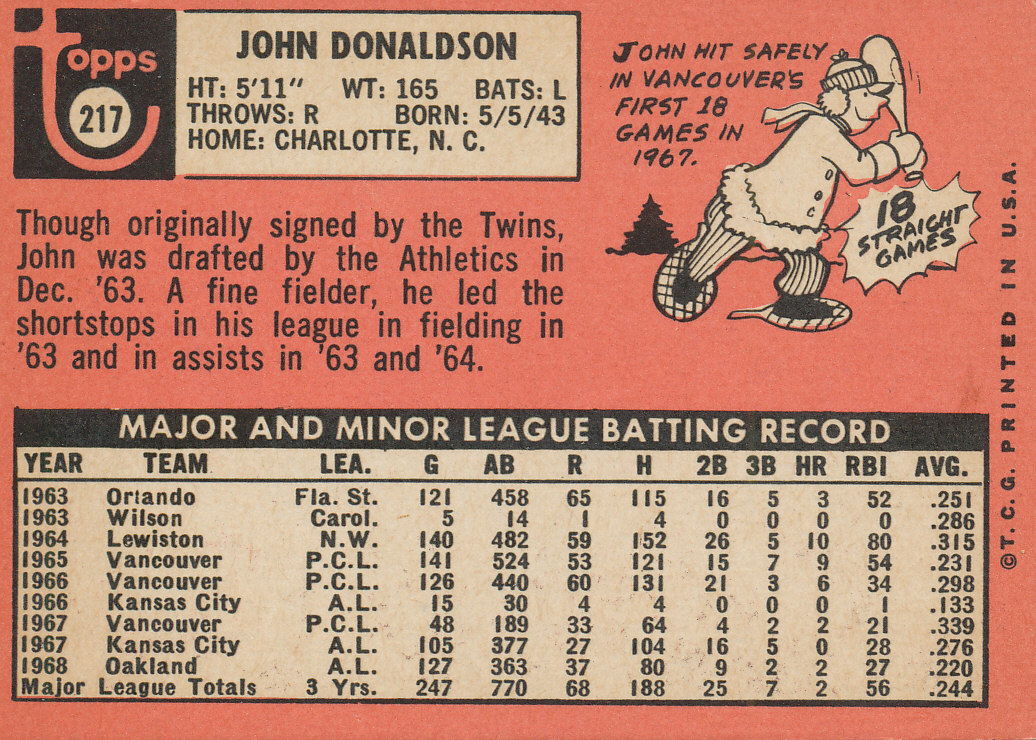 Topps
217
JOHN DONALDSON
HT: 5'11" WT: 165 BATS: L
THROWS: R BORN: 5/5/43
HOME: CHARLOTTE, N. C.
JOHN HIT SAFELY
IN VANCOUVER'S
FIRST 18
GAMES IN
1967.
18
STRAIGHT
GAMES
Though originally signed by the Twins,
John was drafted by the Athletics in
Dec. '63. A fine fielder, he led the
shortstops in his league in fielding in
'63 and in assists in '63 and '64.
MAJOR AND MINOR LEAGUE BATTING RECORD
YEAR TEAM LEA. G AB R H 2B 3B HR RBI AVG.
1963 Orlando Fla. St. 121 458 65 115 16 5 3 52 .251
1963 Wilson Carol. 5 14 1 4 0 0 0 0 .286
1964 Lewiston N.W. 140 482 59 152 26 5 10 80 .315
1965 Vancouver P.C.L. 141 524 53 121 15 7 9 54 .231
1966 Vancouver P.C.L. 126 440 60 131 21 3 6 34 .298
1966 Kansas City A.L. 15 30 4 4 0 0 0 1 .133
1967 Vancouver P.C.L. 48 189 33 64 4 2 2 21 .339
1967 Kansas City A.L. 105 377 27 104 16 5 0 28 .276
1968 Oakland A.L. 127 363 37 80 9 2 2 27 .220
Major League Totals 3 Yrs. 247 770 68 188 25 7 2 56 .244
©T. C. G. PRINTED IN U.S.A.